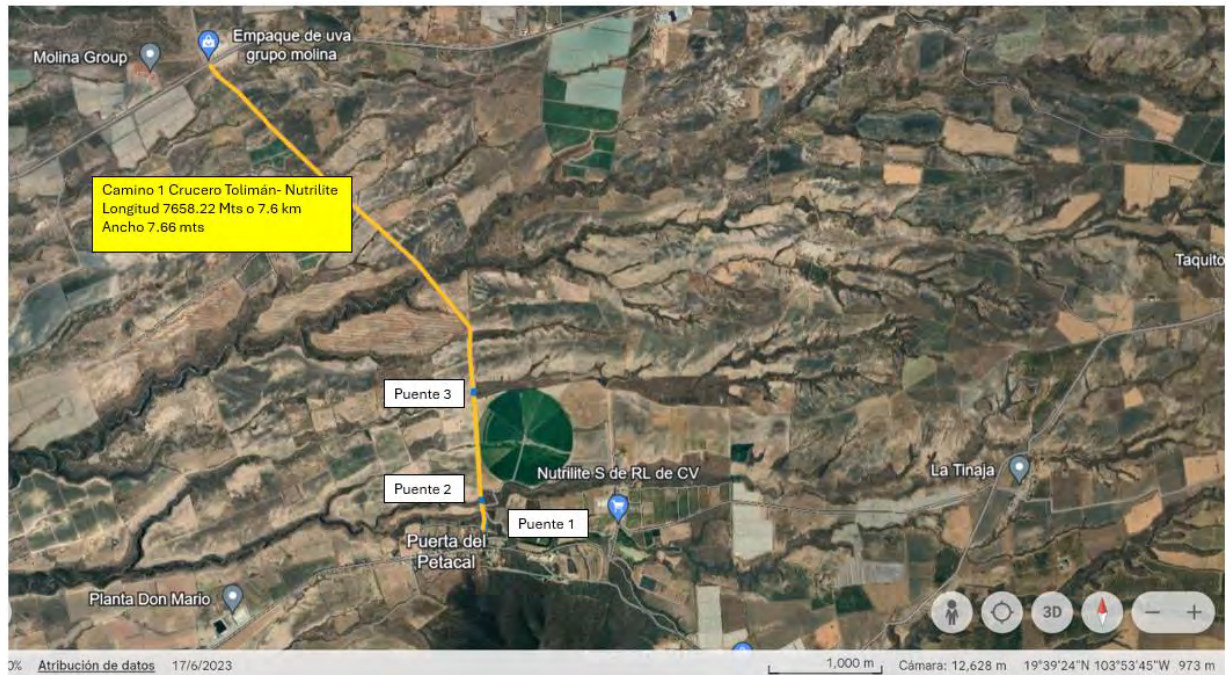 Empaque de uva
grupo molina
Molina Group
Camino 1 Crucero Tolimán- Nutrilite
Longitud 7658.22 Mts o 7.6 km
Ancho 7.66 mts
Taquito
Puente 3
Nutrilite S de RL de CV
La Tinaja
Puente 2
Puente 1
Puerta del
Petacal
Planta Don Mario
3D
0% Atribución de datos 17/6/2023 1,000 m Cámara: 12,628 m 19°39'24"N 103°53'45"W 973 m